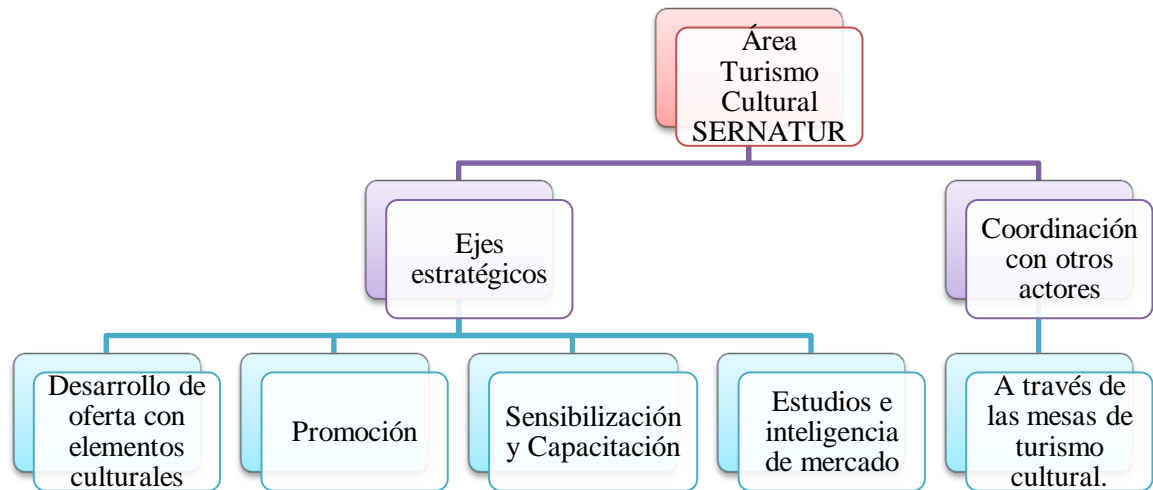 Área
Turismo
Cultural
SERNATUR
Ejes
estratégicos
Coordinación
con otros
actores
Desarrollo de
oferta con
elementos
culturales
Promoción
Sensibilización
y Capacitación
Estudios e
inteligencia
de mercado
A través de
las mesas de
turismo
cultural.